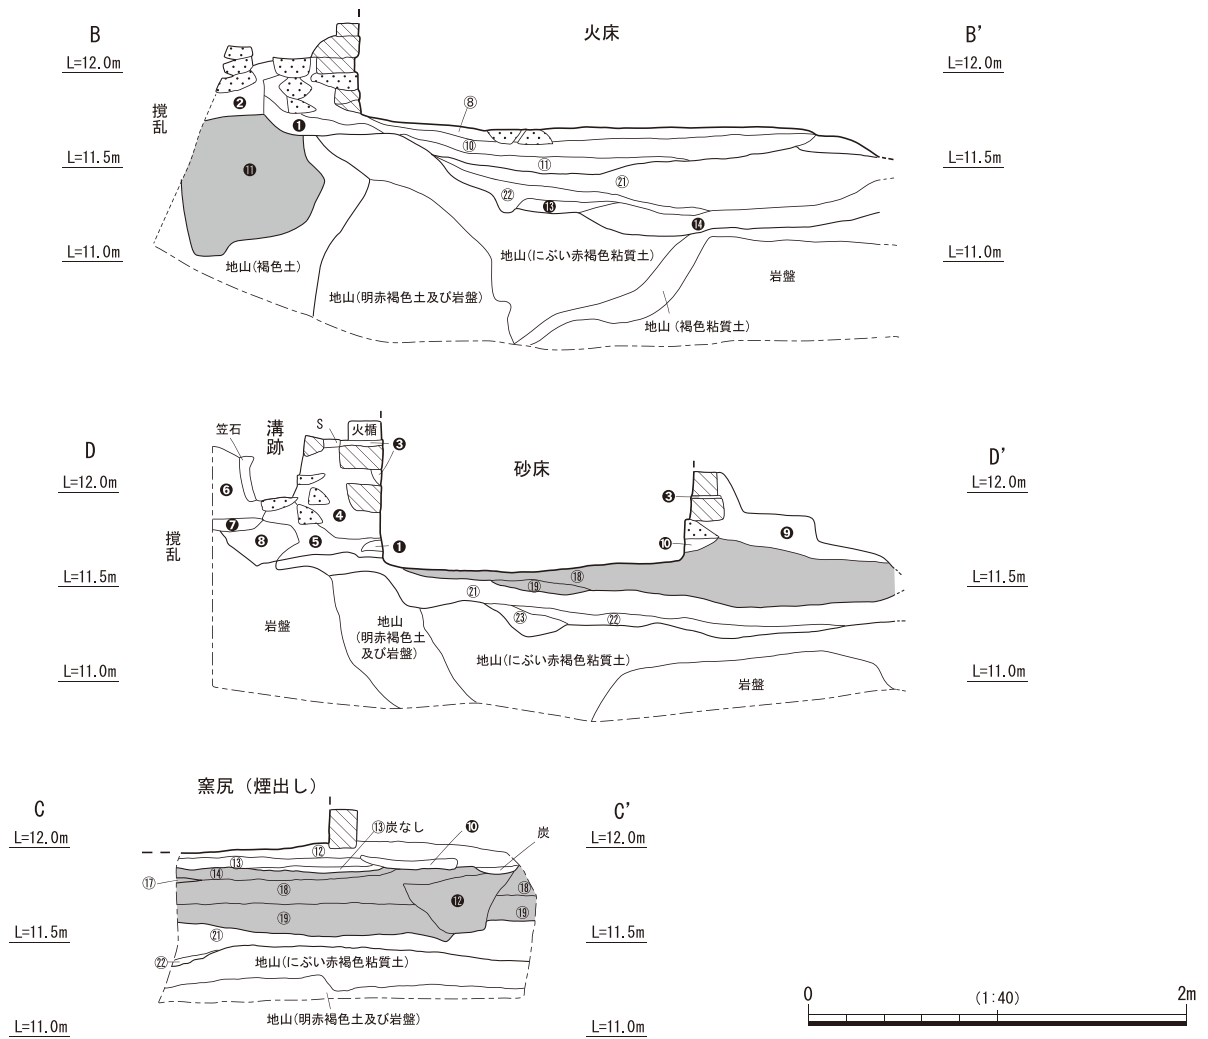 B
火床
B'
L=12.0m
L=12.0m
撹乱
❷
❶
⑧
⑩
⑪
㉑
㉒
⓫
⓭
⓮
L=11.5m
L=11.5m
L=11.0m
L=11.0m
地山(褐色土)
地山(明赤褐色土及び岩盤)
地山(にぶい赤褐色粘質土)
地山(褐色粘質土)
岩盤
D
笠石
溝跡
S
火楯
❸
砂床
D'
L=12.0m
L=12.0m
撹乱
❻
❼
❽
❺
❹
❶
❸
❿
❾
⑱
⑲
㉑
㉓
㉒
L=11.5m
L=11.5m
岩盤
地山
(明赤褐色土
及び岩盤)
地山(にぶい赤褐色粘質土)
岩盤
L=11.0m
L=11.0m
窯尻(煙出し)
C
C'
L=12.0m
L=12.0m
⑬炭なし
❿
炭
⑫
⑬
⑭
⑰
⑱
⓬
⑱
⑲
⑲
㉑
㉒
L=11.5m
L=11.5m
地山(にぶい赤褐色粘質土)
地山(明赤褐色土及び岩盤)
L=11.0m
L=11.0m
0
(1:40)
2m